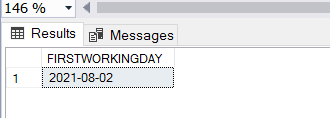 146 %
Results Messages
FIRSTWORKINGDAY
1 2021-08-02